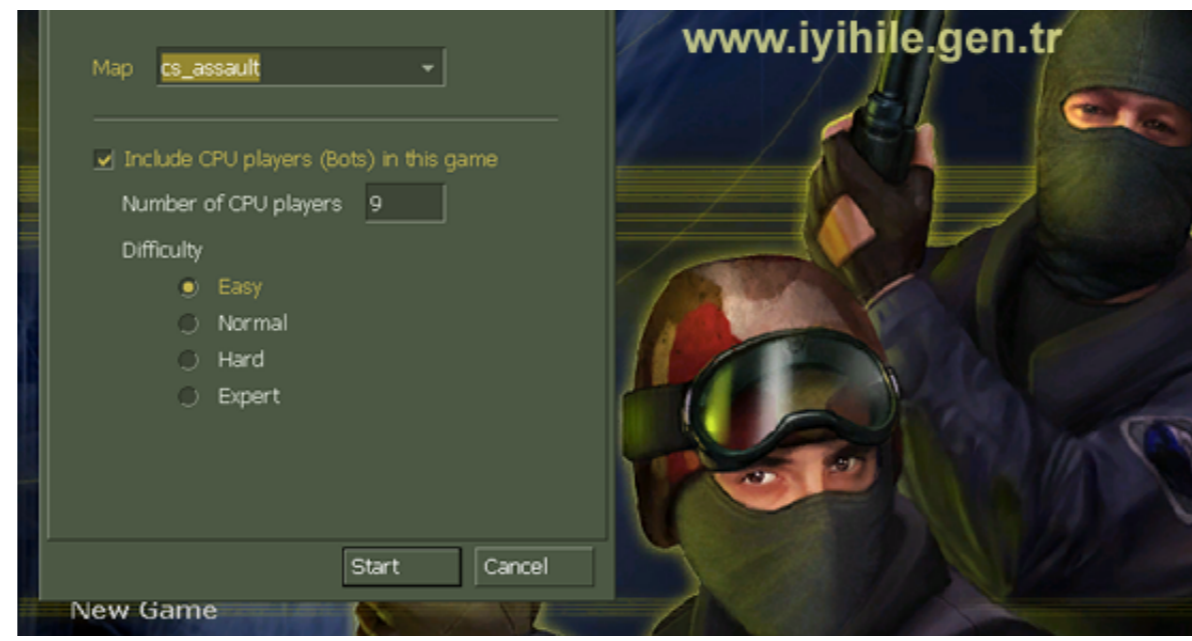 www.iyihile.gen.tr
Map cs_assault
Include CPU players (Bots) in this game
Number of CPU players 9
Difficulty
Easy
Normal
Hard
Expert
Start Cancel
New Game